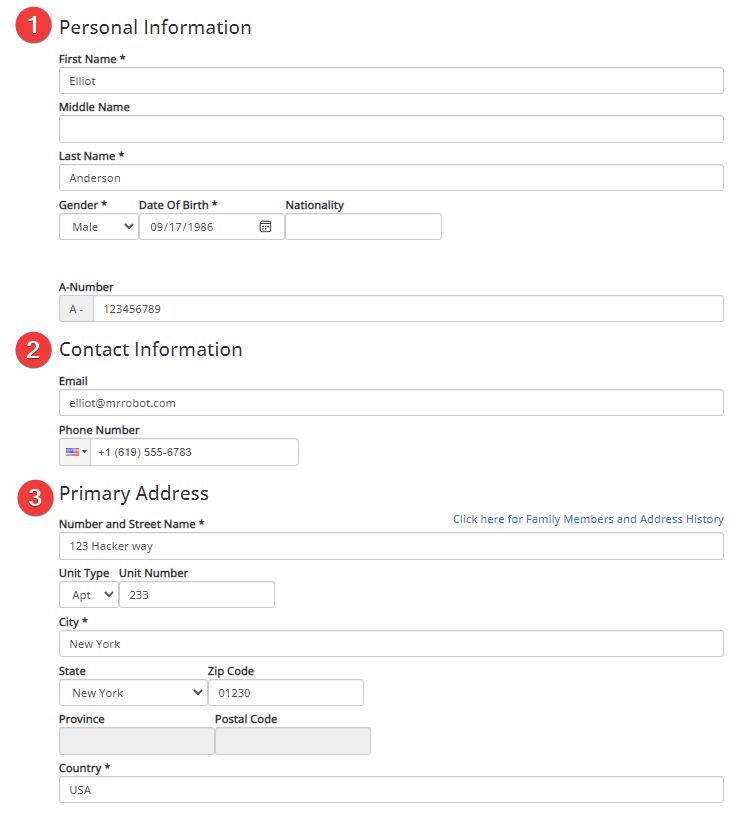 1 Personal Information
First Name *
Elliot
Middle Name
Last Name *
Anderson
Gender * Date Of Birth * Nationality
Male 09/17/1986
A-Number
A - 123456789
2 Contact Information
Email
elliot@mrrobot.com
Phone Number
+1 (619) 555-6783
3 Primary Address
Number and Street Name * Click here for Family Members and Address History
123 Hacker way
Unit Type Unit Number
Apt 233
City *
New York
State Zip Code
New York 01230
Province Postal Code
Country *
USA